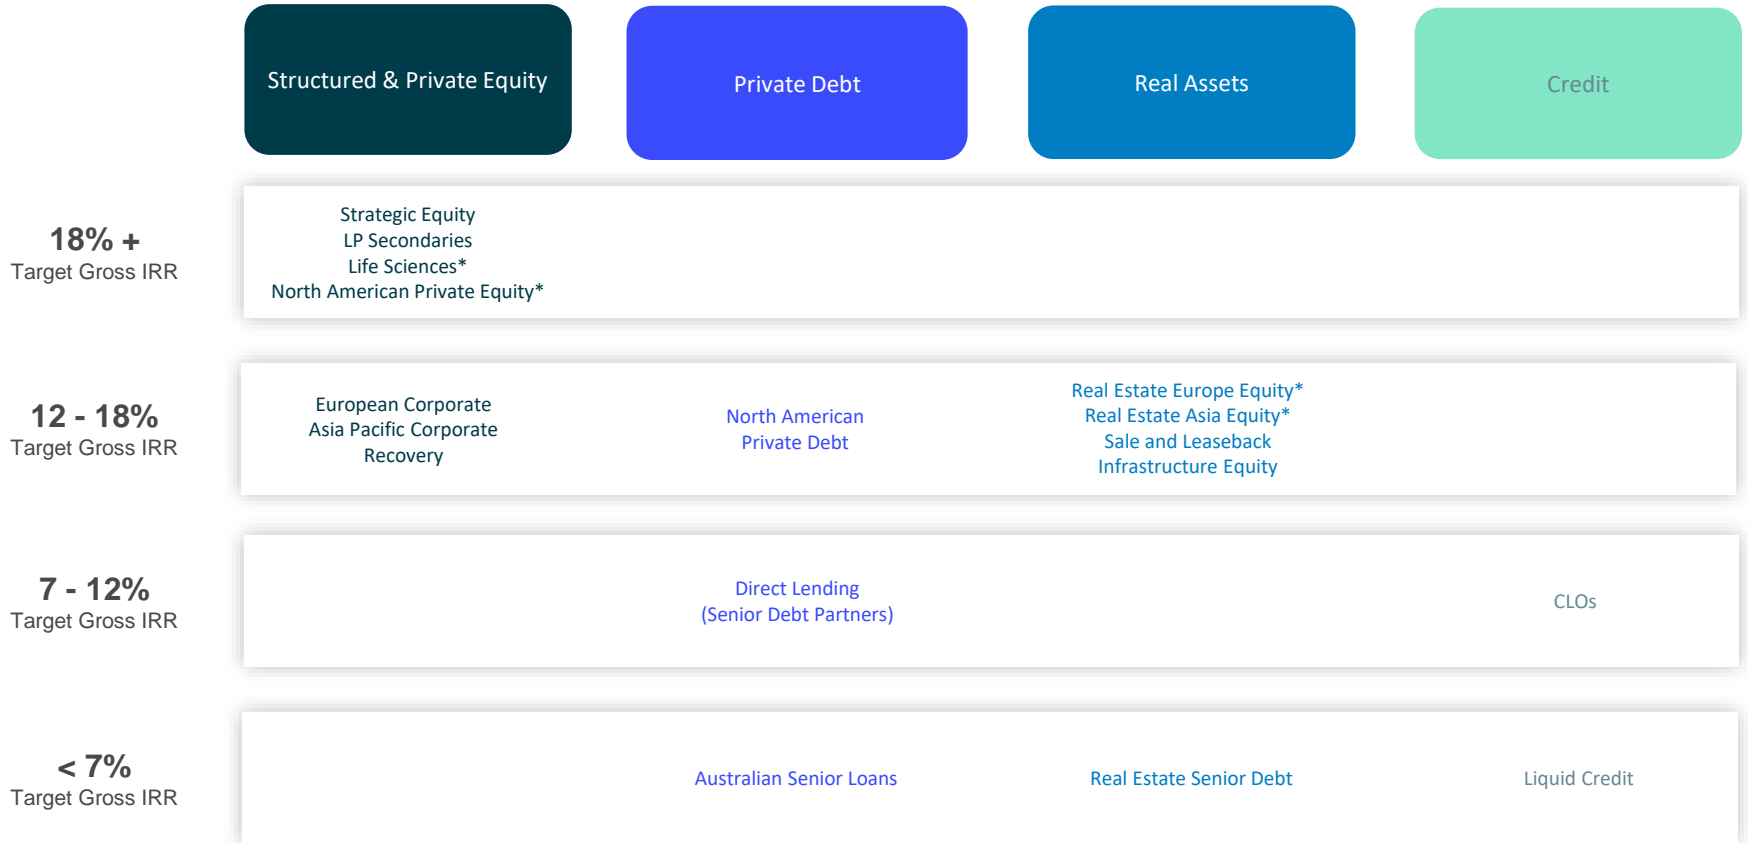 Structured & Private Equity
Private Debt
Real Assets
Credit
18% +
Target Gross IRR
Strategic Equity
LP Secondaries
Life Sciences*
North American Private Equity*
12 - 18%
Target Gross IRR
European Corporate
Asia Pacific Corporate
Recovery
North American
Private Debt
Real Estate Europe Equity*
Real Estate Asia Equity*
Sale and Leaseback
Infrastructure Equity
7 - 12%
Target Gross IRR
Direct Lending
(Senior Debt Partners)
CLOs
< 7%
Target Gross IRR
Australian Senior Loans
Real Estate Senior Debt
Liquid Credit